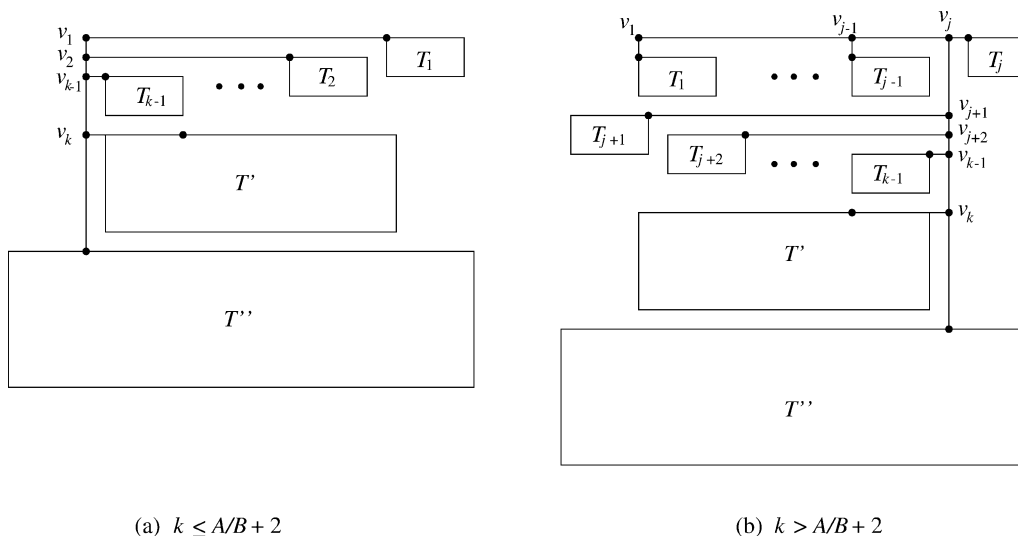 v1
T1
v2
T2
vk-1
Tk-1
• • •
vk
T'
T''
(a) k ≤ A/B + 2
v1
vj-1
vj
T1
• • •
Tj-1
Tj
vj+1
Tj+1
vj+2
Tj+2
• • •
vk-1
Tk-1
vk
T'
T''
(b) k > A/B + 2